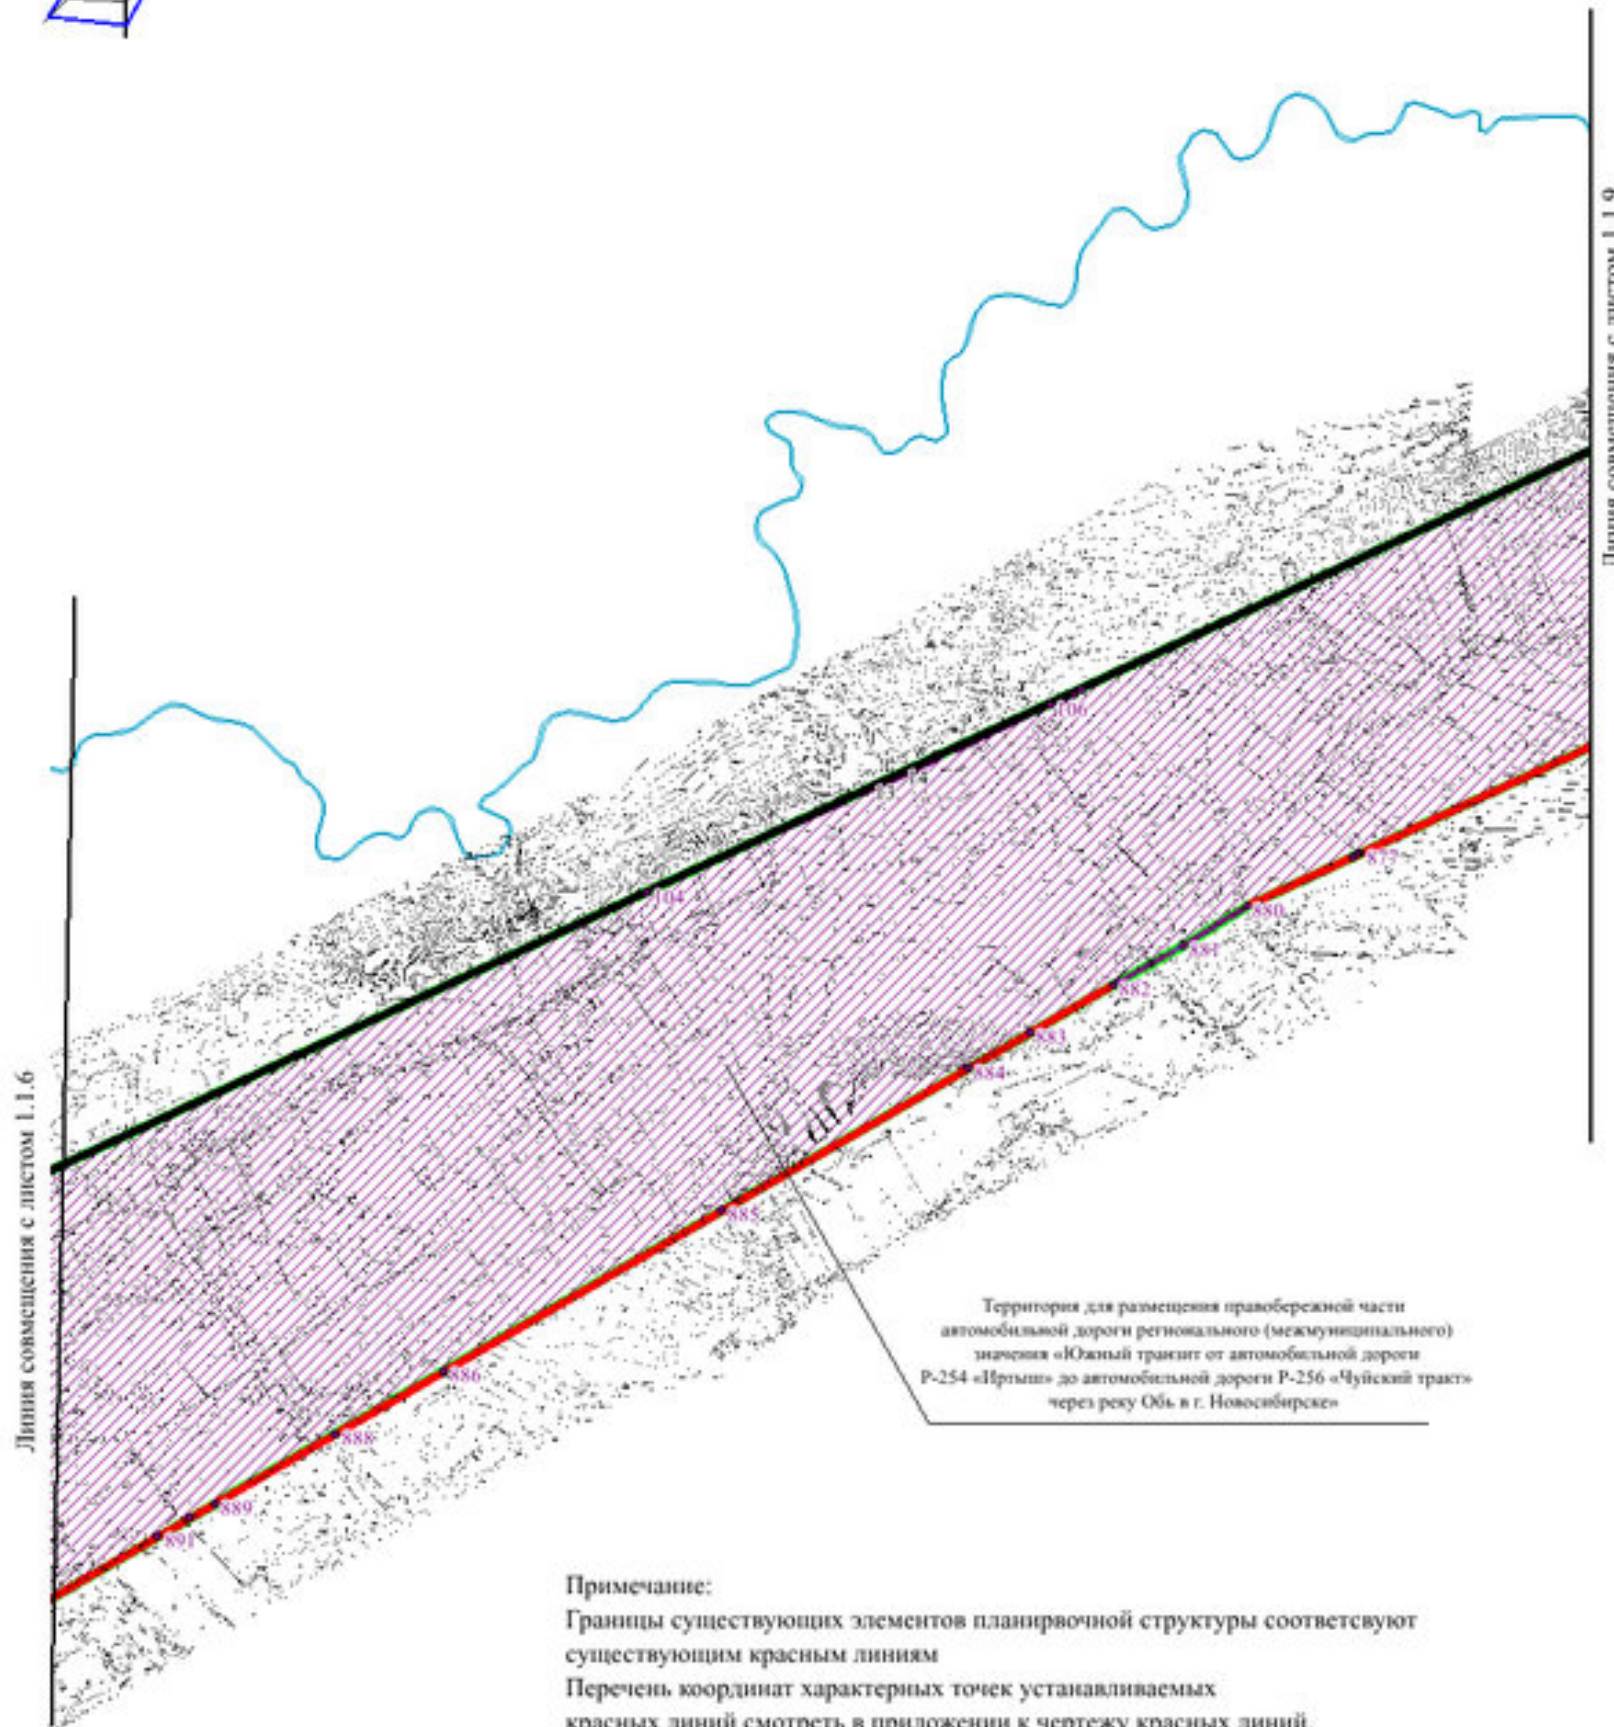 Линия совмещения с листом 1.1.9
106
104
877
880
881
882
883
884
885
886
888
889
891
Линия совмещения с листом 1.1.6
Территория для размещения правобережной части
автомобильной дороги регионального (межмуниципального)
значения «Южный транзит от автомобильной дороги
Р-254 «Иртыш» до автомобильной дороги Р-256 «Чуйский тракт»
через реку Обь в г. Новосибирске»
Примечание:
Границы существующих элементов планирвочной структуры соответсвуют
существующим красным линиям
Перечень координат характерных точек устанавливаемых
красных линий смотреть в приложении к чертежу красных линий